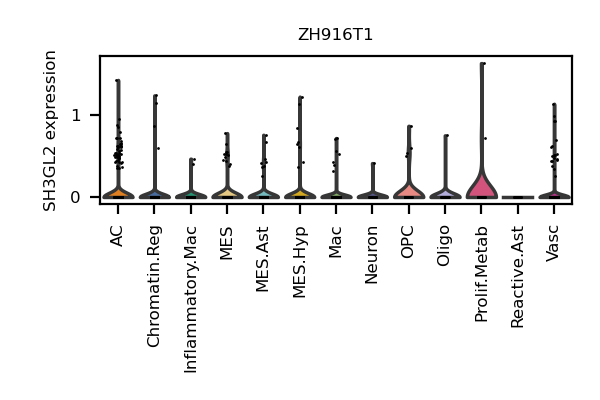 ZH916T1
SH3GL2 expression
1
0
AC
Chromatin.Reg
Inflammatory.Mac
MES
MES.Ast
MES.Hyp
Mac
Neuron
OPC
Oligo
Prolif.Metab
Reactive.Ast
Vasc